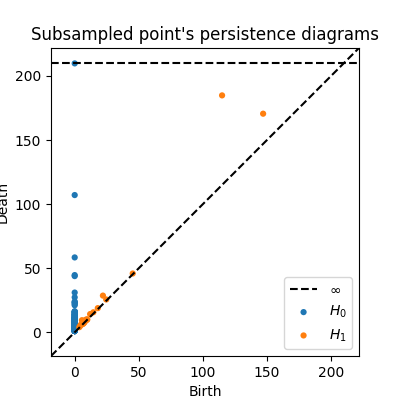 Subsampled point's persistence diagrams
200
150
100
50
0
Death
0 50 100 150 200
Birth
∞
H₀
H₁